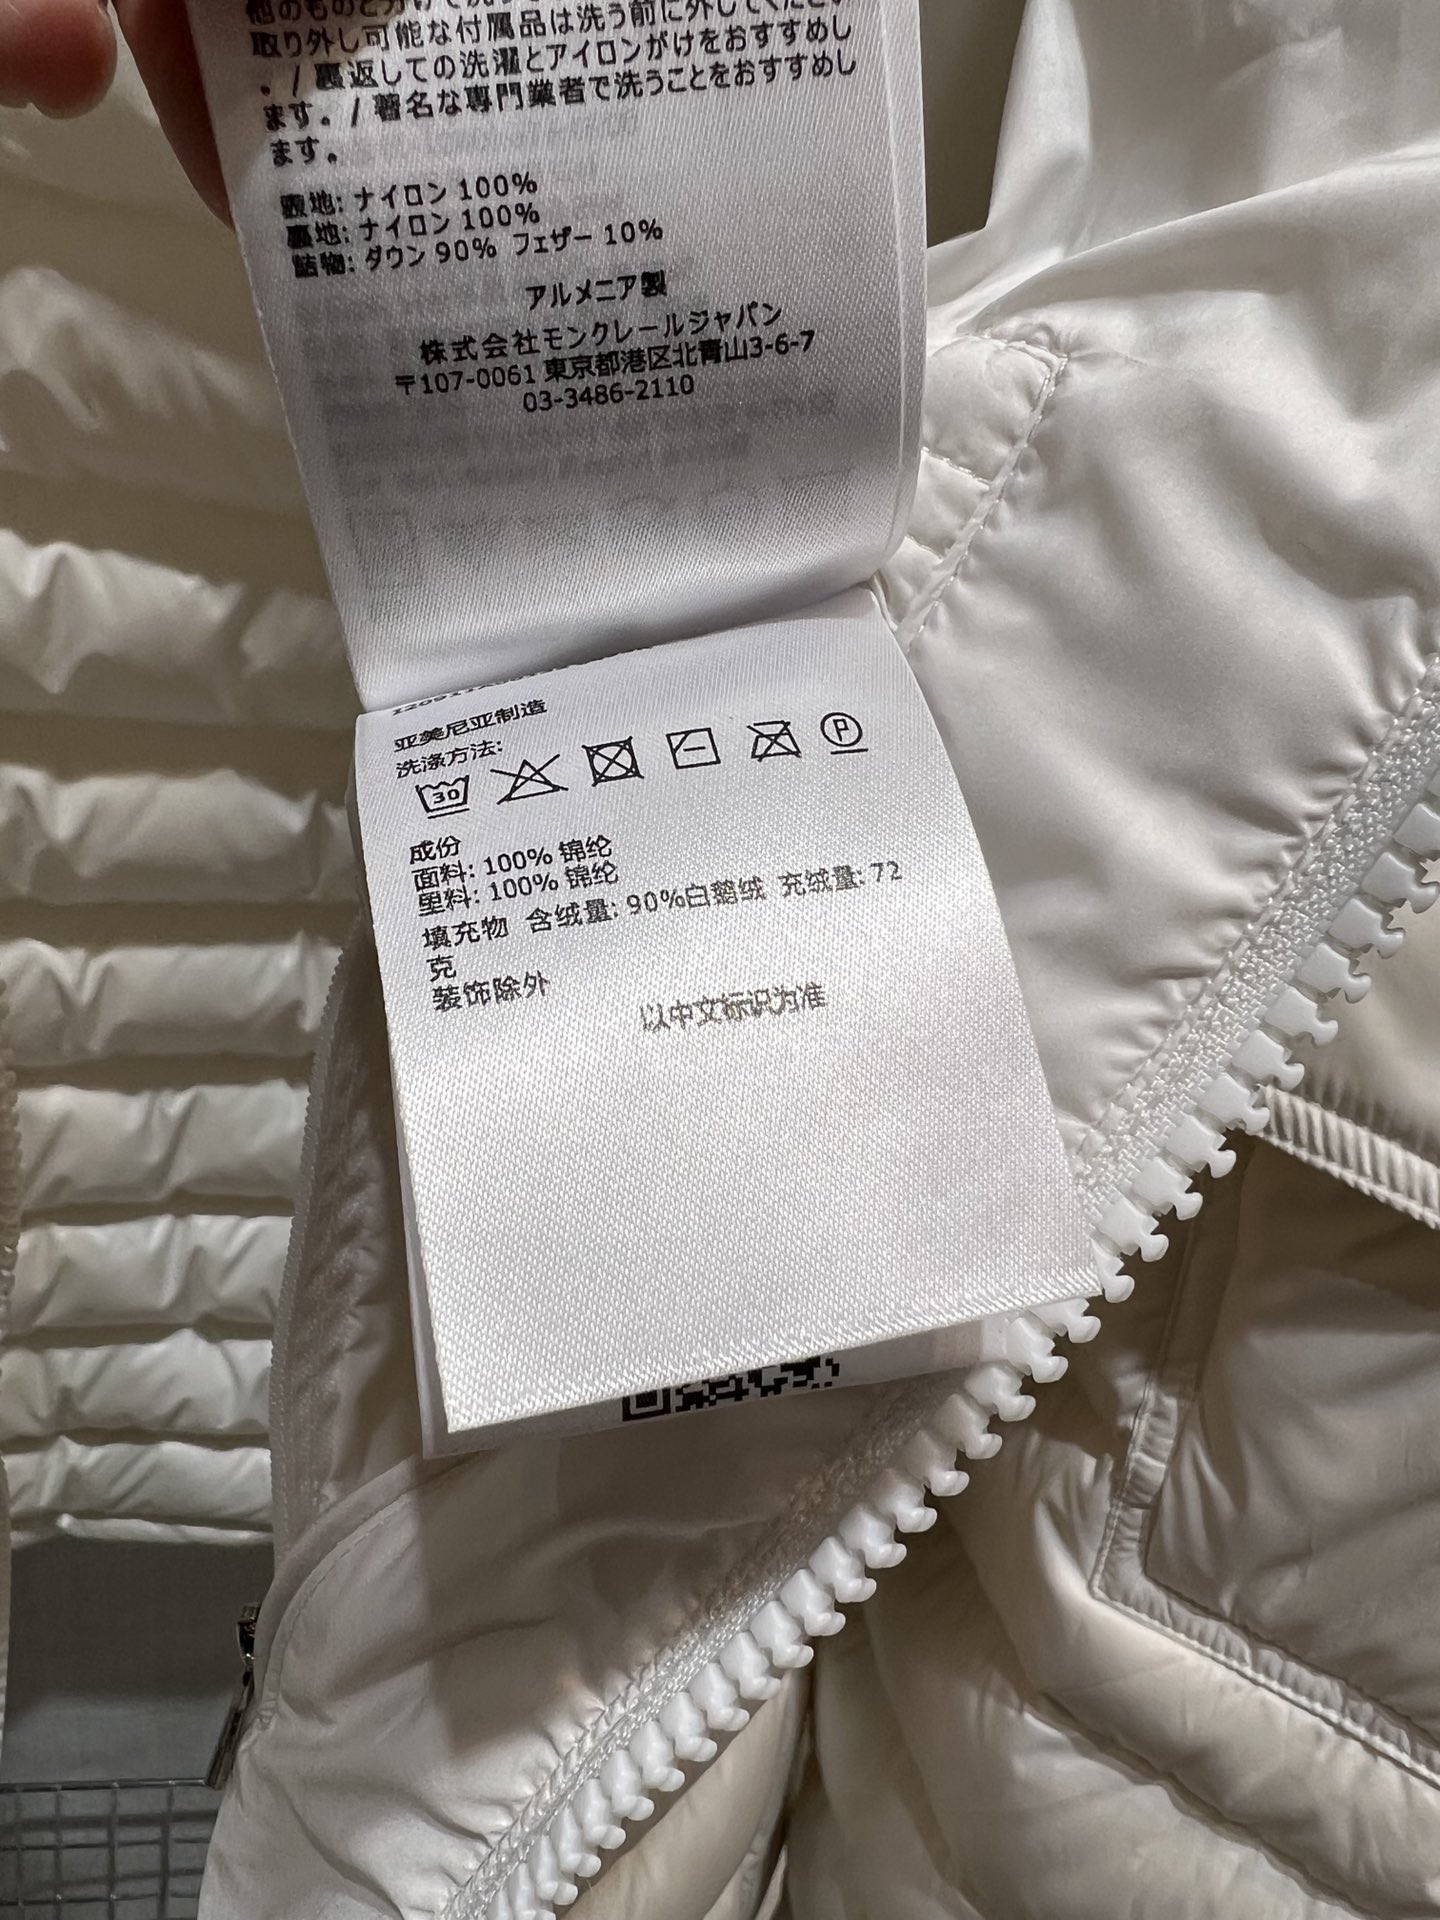 取り外し可能な付属品は洗う前に外してください
。/ 裏返しての洗濯とアイロンがけをおすすめし
ます。/ 著名な専門業者で洗うことをおすすめし
ます。
表地: ナイロン 100%
裏地: ナイロン 100%
詰物: ダウン 90% フェザー 10%
アルメニア製
株式会社モンクレールジャパン
〒107-0061 東京都港区北青山3-6-7
03-3486-2110
亚美尼亚制造
洗涤方法:
30
P
成份
面料: 100% 锦纶
里料: 100% 锦纶
填充物 含绒量: 90%白鹅绒 充绒量: 72
克
装饰除外
以中文标识为准